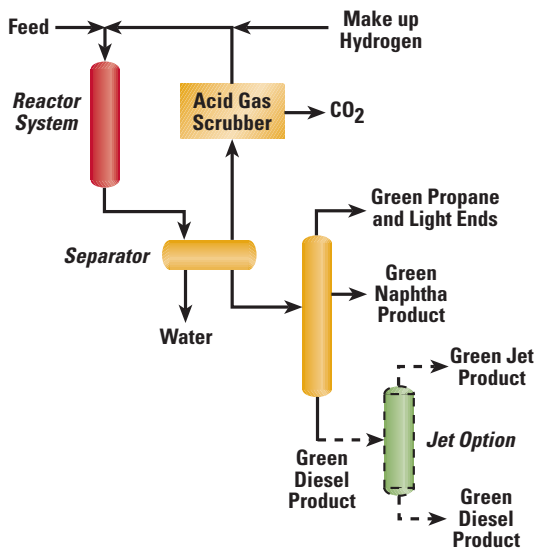 Feed
Make up
Hydrogen
Reactor
System
Acid Gas
Scrubber
CO2
Green Propane
and Light Ends
Separator
Green
Naphtha
Product
Water
Green Jet
Product
Jet Option
Green
Diesel
Product
Green
Diesel
Product